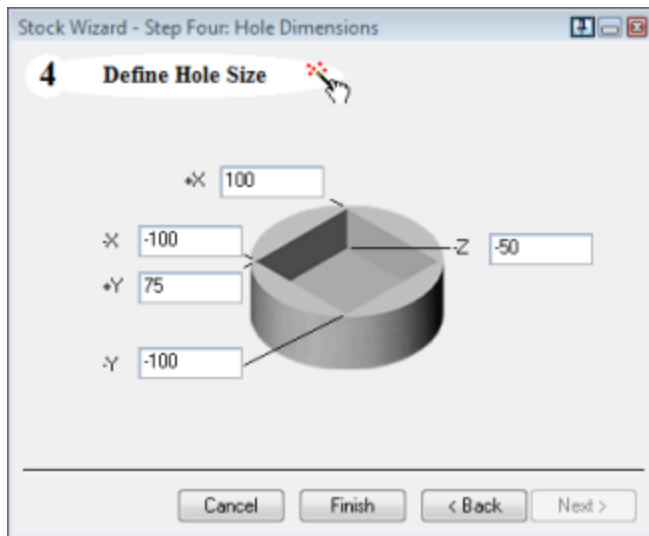 Stock Wizard - Step Four: Hole Dimensions
4 Define Hole Size
+X 100
-X -100
-Z -50
+Y 75
-Y -100
Cancel Finish < Back Next >